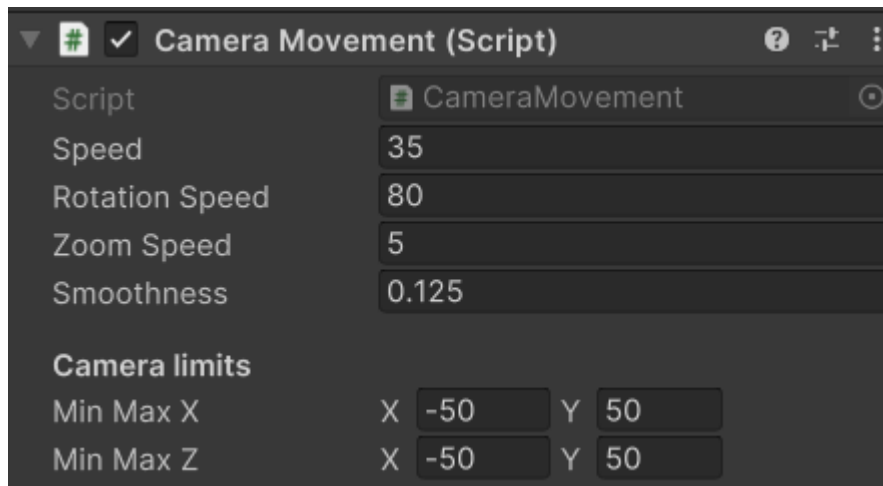 # Camera Movement (Script) ?
Script # CameraMovement
Speed 35
Rotation Speed 80
Zoom Speed 5
Smoothness 0.125
Camera limits
Min Max X X -50 Y 50
Min Max Z X -50 Y 50